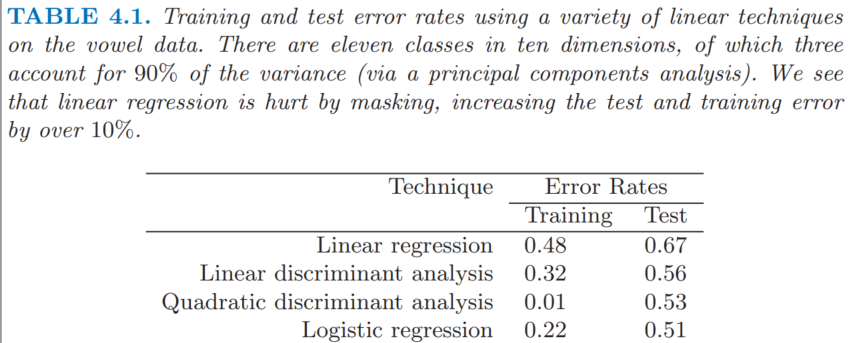 TABLE 4.1. Training and test error rates using a variety of linear techniques
on the vowel data. There are eleven classes in ten dimensions, of which three
account for 90% of the variance (via a principal components analysis). We see
that linear regression is hurt by masking, increasing the test and training error
by over 10%.
Technique Error Rates
Training Test
Linear regression 0.48 0.67
Linear discriminant analysis 0.32 0.56
Quadratic discriminant analysis 0.01 0.53
Logistic regression 0.22 0.51